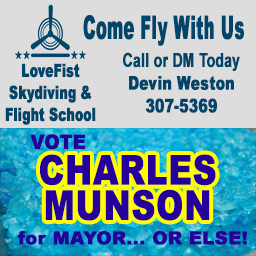 Come Fly With Us
LoveFist
Skydiving &
Flight School
Call or DM Today
Devin Weston
307-5369
VOTE
CHARLES
MUNSON
for MAYOR... OR ELSE!